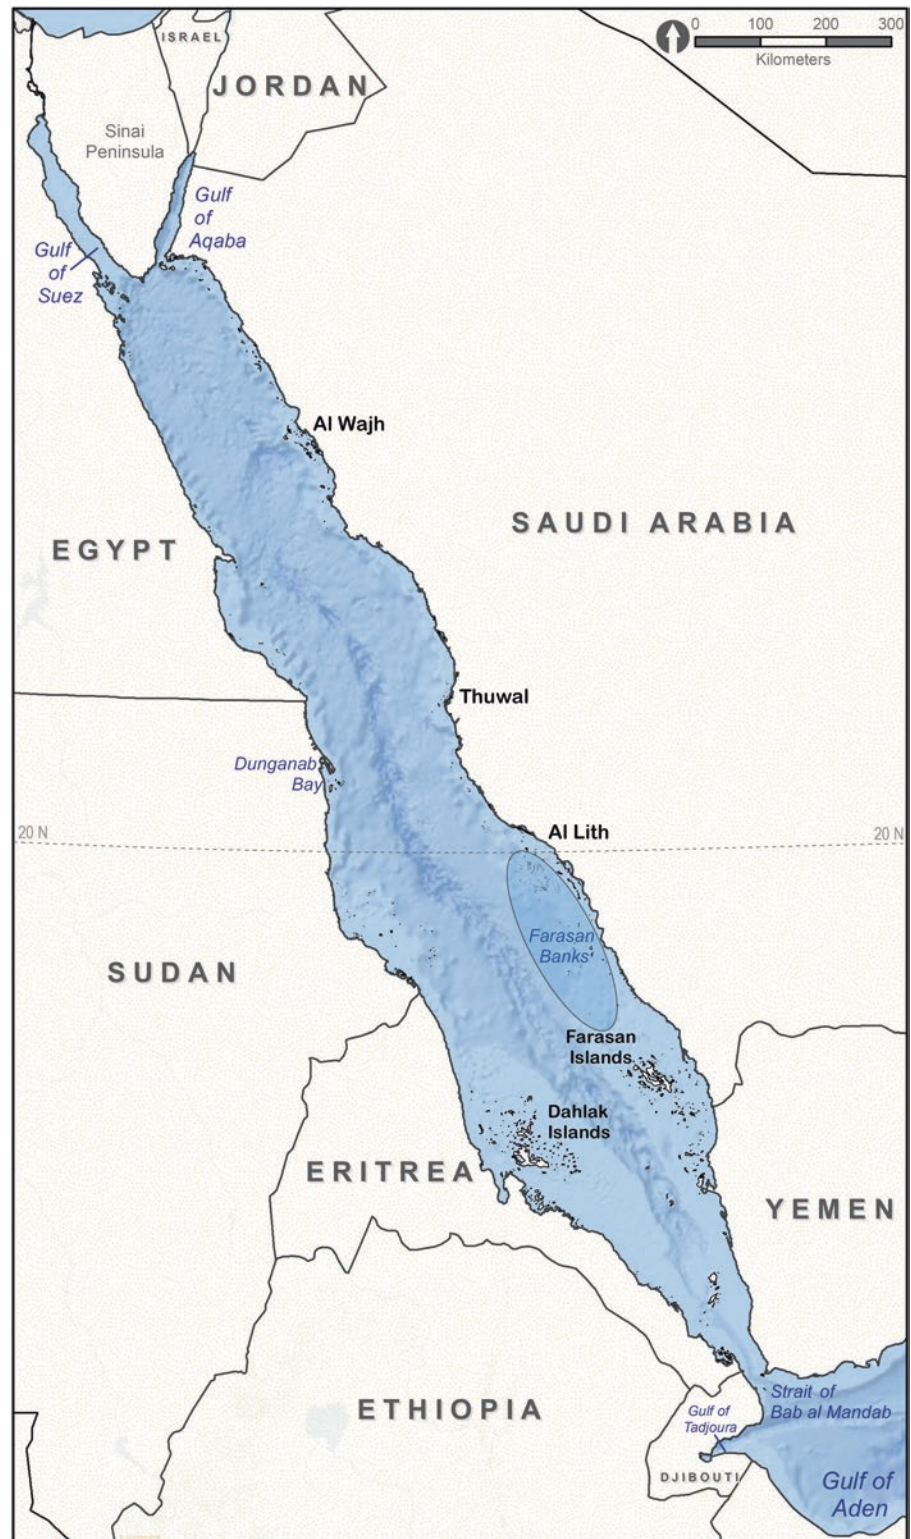 ISRAEL
0 100 200 300
Kilometers
JORDAN
Sinai
Peninsula
Gulf
of
Aqaba
Gulf
of
Suez
Al Wajh
SAUDI ARABIA
EGYPT
Thuwal
Dunganab
Bay
20 N
Al Lith
20 N
Farasan
Banks
SUDAN
Farasan
Islands
Dahlak
Islands
ERITREA
YEMEN
Strait of
Bab al Mandab
ETHIOPIA
Gulf of
Tadjoura
DJIBOUTI
Gulf of
Aden